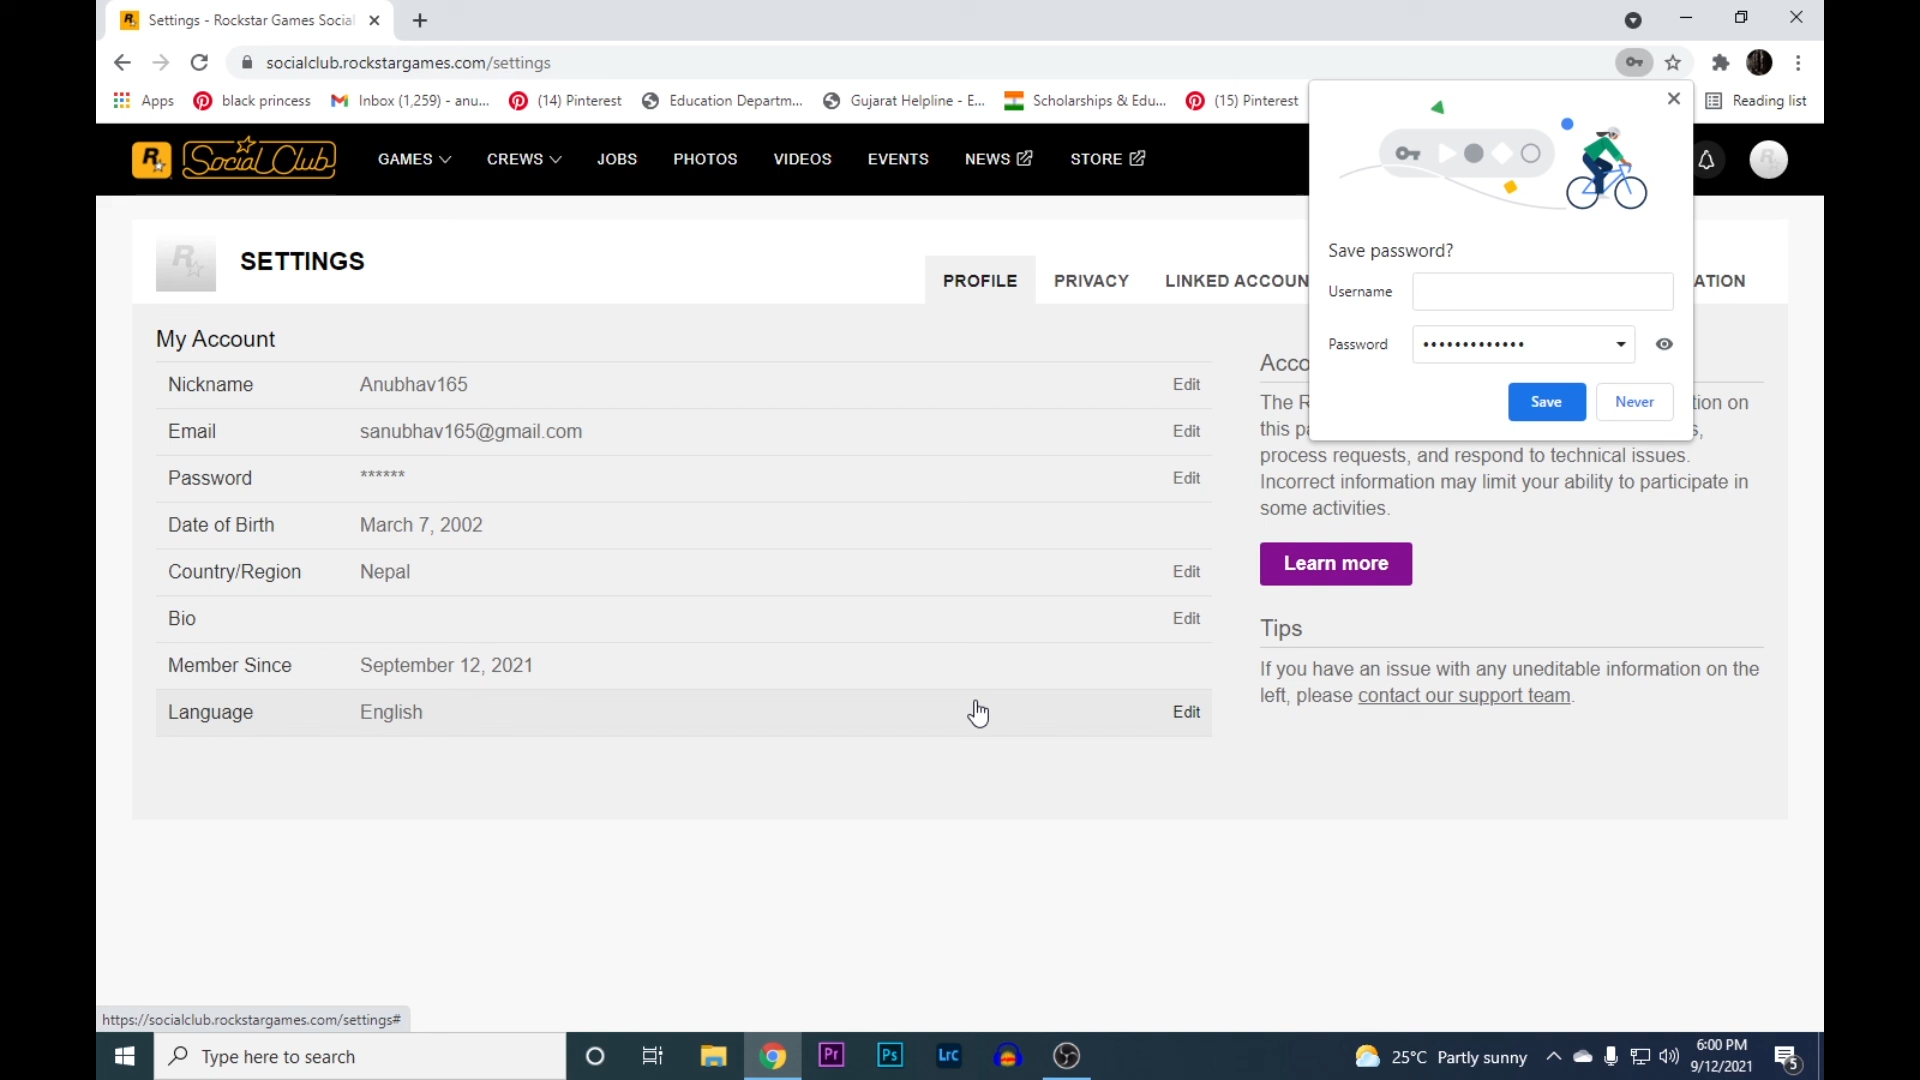 Settings - Rockstar Games Social
socialclub.rockstargames.com/settings
Apps
black princess
Inbox (1,259) - anu...
(14) Pinterest
Education Departm...
Gujarat Helpline - E...
Scholarships & Edu...
(15) Pinterest
Reading list
R
Social Club
GAMES
CREWS
JOBS
PHOTOS
VIDEOS
EVENTS
NEWS
STORE
SETTINGS
PROFILE
PRIVACY
LINKED ACCOUN
ATION
Save password?
Username
Password •••••••••••••
Save
Never
My Account
Nickname Anubhav165 Edit
Email sanubhav165@gmail.com Edit
Password ****** Edit
Date of Birth March 7, 2002
Country/Region Nepal Edit
Bio Edit
Member Since September 12, 2021
Language English Edit
Acco
The R tion on
this pa s,
process requests, and respond to technical issues.
Incorrect information may limit your ability to participate in
some activities.
Learn more
Tips
If you have an issue with any uneditable information on the
left, please contact our support team.
https://socialclub.rockstargames.com/settings#
Type here to search
Pr
Ps
Lrc
25°C Partly sunny
6:00 PM
9/12/2021
5